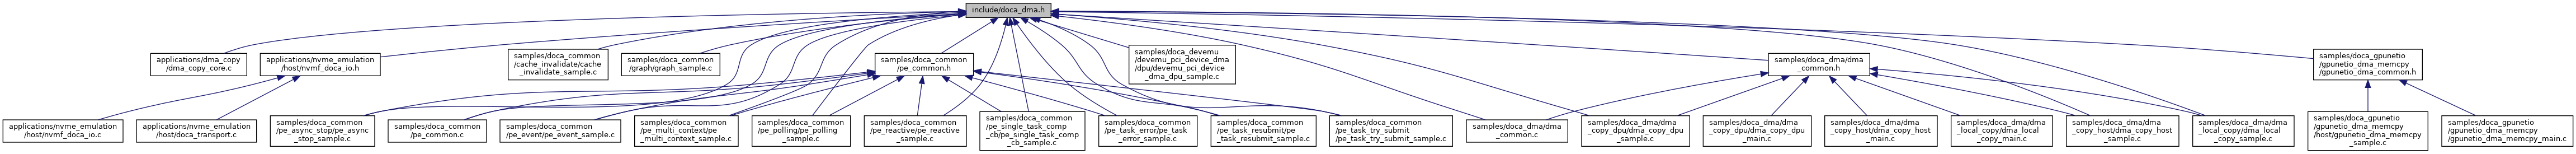 include/doca_dma.h
applications/dma_copy
/dma_copy_core.c
applications/nvme_emulation
/host/nvmf_doca_io.h
samples/doca_common
/cache_invalidate/cache
_invalidate_sample.c
samples/doca_common
/graph/graph_sample.c
samples/doca_common
/pe_common.h
samples/doca_devemu
/devemu_pci_device_dma
/dpu/devemu_pci_device
_dma_dpu_sample.c
samples/doca_dma/dma
_common.h
samples/doca_gpunetio
/gpunetio_dma_memcpy
/gpunetio_dma_common.h
applications/nvme_emulation
/host/nvmf_doca_io.c
applications/nvme_emulation
/host/doca_transport.c
samples/doca_common
/pe_async_stop/pe_async
_stop_sample.c
samples/doca_common
/pe_common.c
samples/doca_common
/pe_event/pe_event_sample.c
samples/doca_common
/pe_multi_context/pe
_multi_context_sample.c
samples/doca_common
/pe_polling/pe_polling
_sample.c
samples/doca_common
/pe_reactive/pe_reactive
_sample.c
samples/doca_common
/pe_single_task_comp
_cb/pe_single_task_comp
_cb_sample.c
samples/doca_common
/pe_task_error/pe_task
_error_sample.c
samples/doca_common
/pe_task_resubmit/pe
_task_resubmit_sample.c
samples/doca_common
/pe_task_try_submit
/pe_task_try_submit_sample.c
samples/doca_dma/dma
_common.c
samples/doca_dma/dma
_copy_dpu/dma_copy_dpu
_sample.c
samples/doca_dma/dma
_copy_dpu/dma_copy_dpu
_main.c
samples/doca_dma/dma
_copy_host/dma_copy_host
_main.c
samples/doca_dma/dma
_local_copy/dma_local
_copy_main.c
samples/doca_dma/dma
_copy_host/dma_copy_host
_sample.c
samples/doca_dma/dma
_local_copy/dma_local
_copy_sample.c
samples/doca_gpunetio
/gpunetio_dma_memcpy
/host/gpunetio_dma_memcpy
_sample.c
samples/doca_gpunetio
/gpunetio_dma_memcpy
/gpunetio_dma_memcpy_main.c